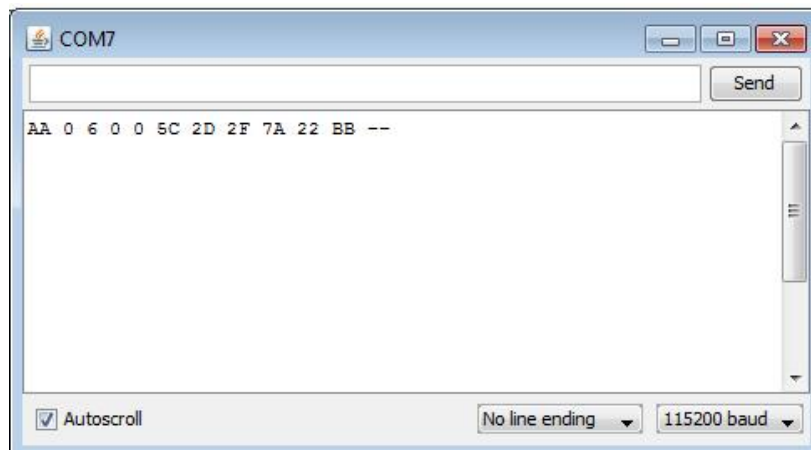 COM7
Send
AA 0 6 0 0 5C 2D 2F 7A 22 BB --
Autoscroll
No line ending
115200 baud